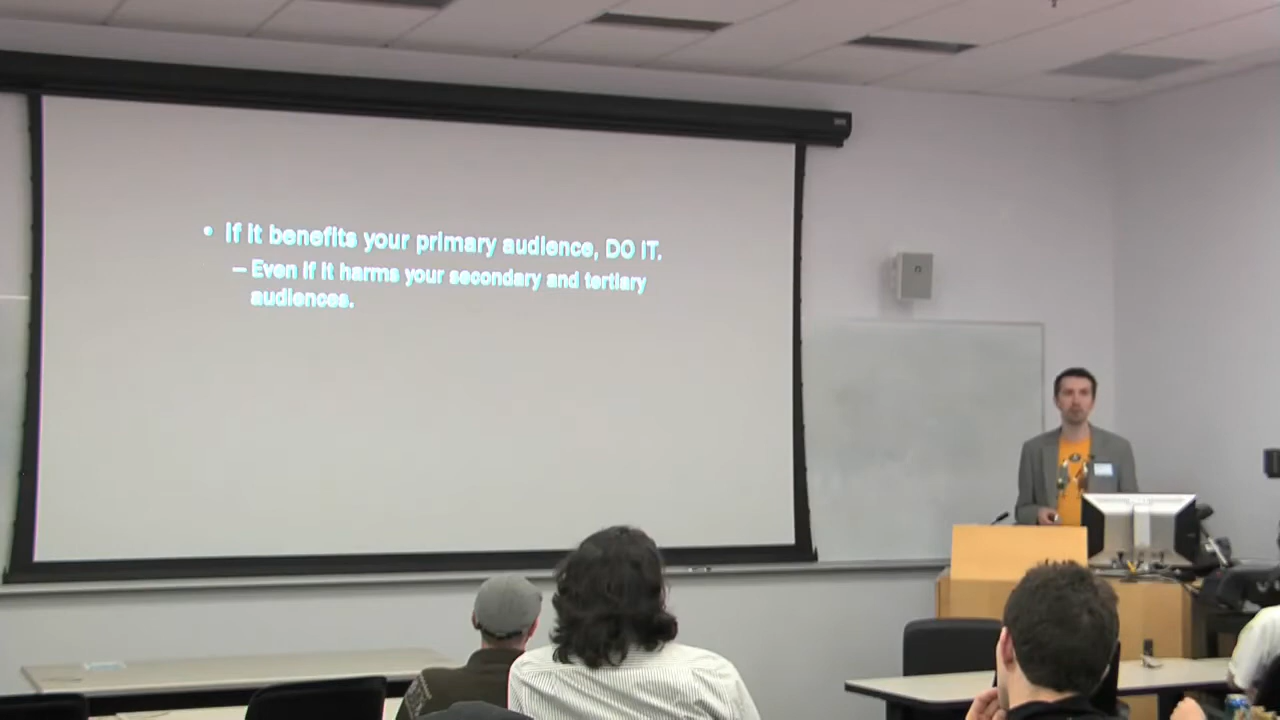 • If it benefits your primary audience, DO IT.
– Even if it harms your secondary and tertiary
audiences.